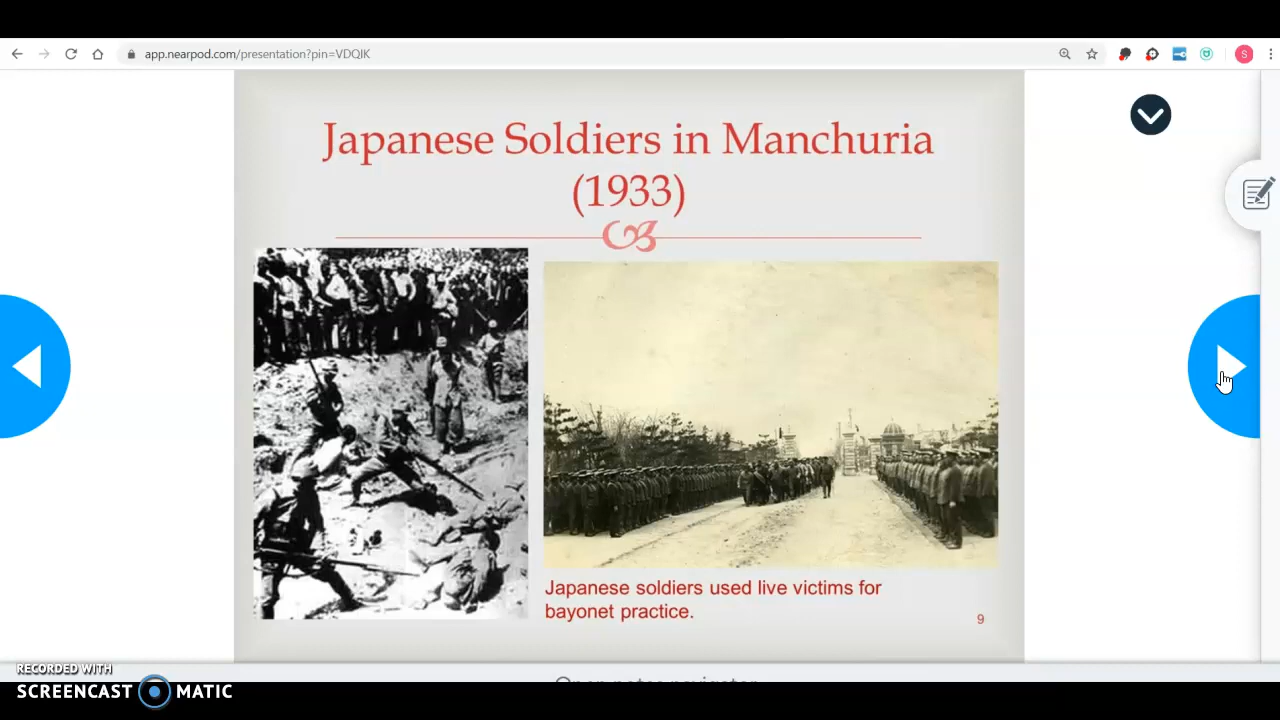 app.nearpod.com/presentation?pin=VDQIK
S
Japanese Soldiers in Manchuria
(1933)
Japanese soldiers used live victims for
bayonet practice.
9
RECORDED WITH
SCREENCAST MATIC